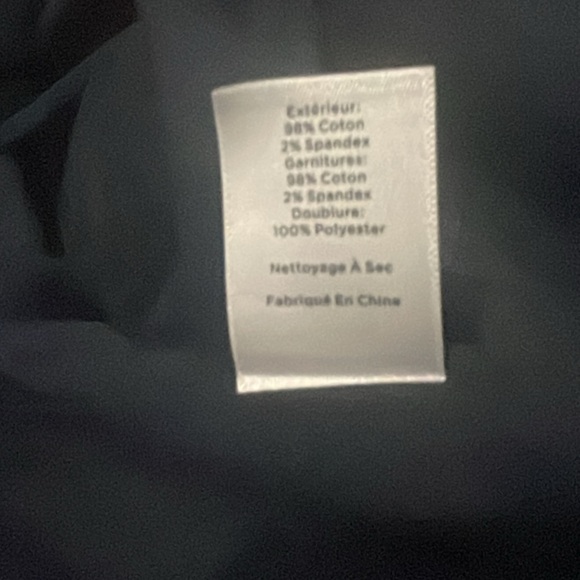 Extérieur:
98% Coton
2% Spandex
Garnitures:
98% Coton
2% Spandex
Doublure:
100% Polyester
Nettoyage À Sec
Fabriqué En Chine